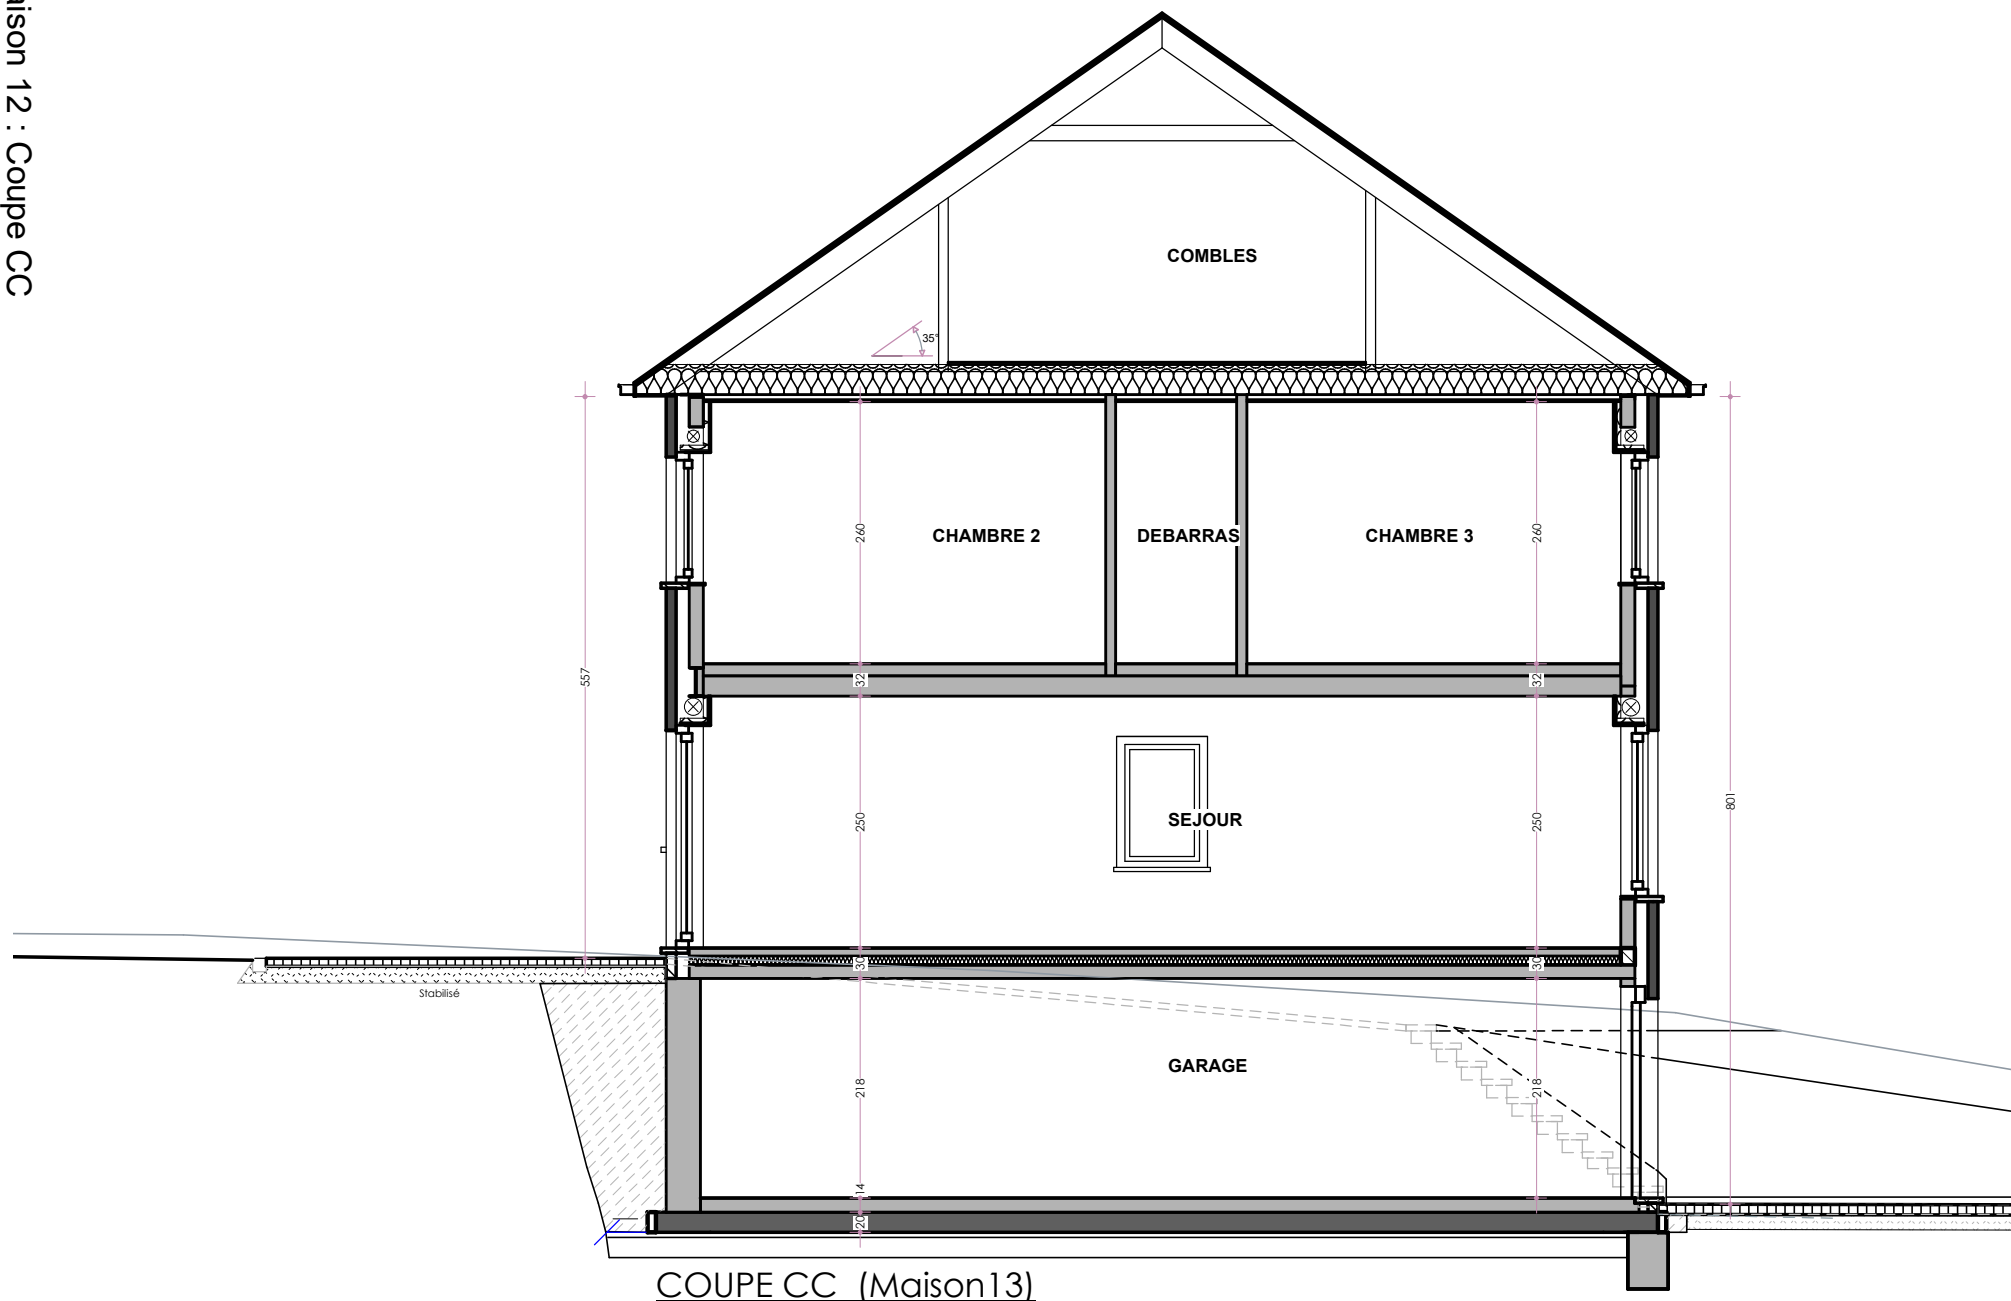 aison 12 : Coupe CC
COMBLES
35°
260
CHAMBRE 2
DEBARRAS
CHAMBRE 3
260
557
32
32
801
250
SEJOUR
250
30
30
Stabilisé
218
GARAGE
218
14
20
COUPE CC (Maison13)